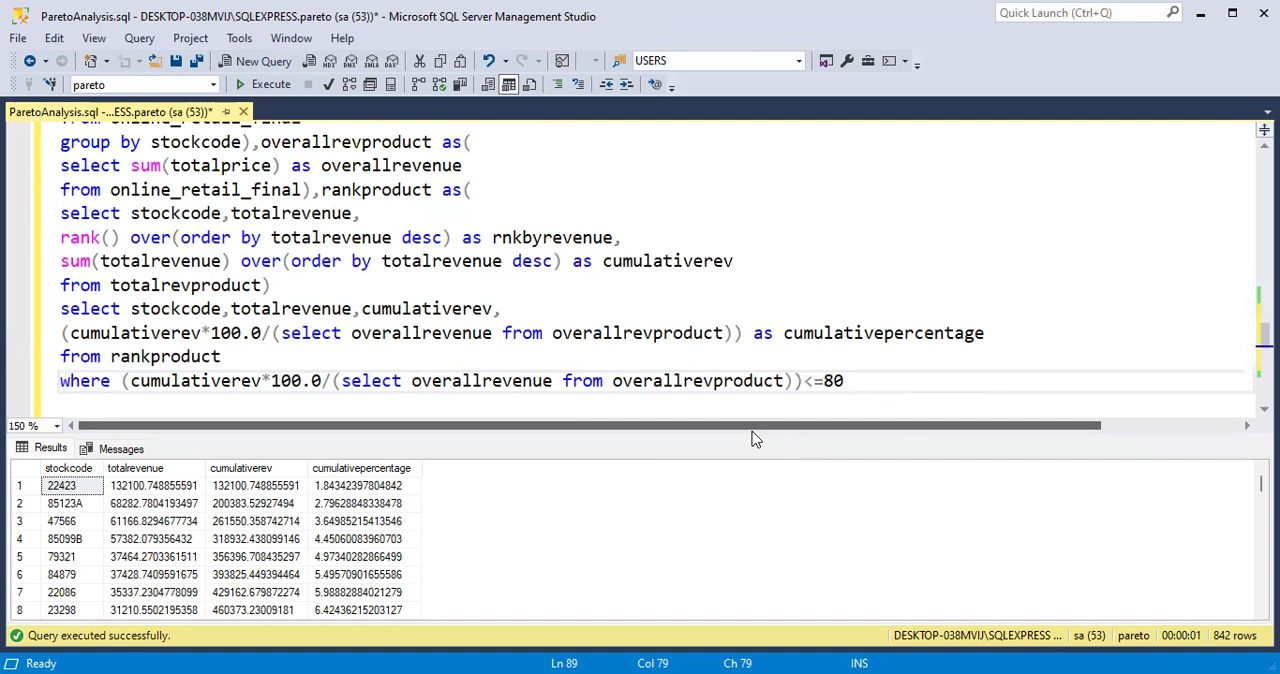 ParetoAnalysis.sql - DESKTOP-038MVIJ\SQLEXPRESS.pareto (sa (53))* - Microsoft SQL Server Management Studio
Quick Launch (Ctrl+Q)
File Edit View Query Project Tools Window Help
New Query MDX DMX XMLA DAX USERS
pareto Execute
ParetoAnalysis.sql -...ESS.pareto (sa (53))*
from online_retail_final
group by stockcode),overallrevproduct as(
select sum(totalprice) as overallrevenue
from online_retail_final),rankproduct as(
select stockcode,totalrevenue,
rank() over(order by totalrevenue desc) as rnkbyrevenue,
sum(totalrevenue) over(order by totalrevenue desc) as cumulativerev
from totalrevproduct)
select stockcode,totalrevenue,cumulativerev,
(cumulativerev*100.0/(select overallrevenue from overallrevproduct)) as cumulativepercentage
from rankproduct
where (cumulativerev*100.0/(select overallrevenue from overallrevproduct))<=80
150 %
Results Messages
stockcode totalrevenue cumulativerev cumulativepercentage
1 22423 132100.748855591 132100.748855591 1.84342397804842
2 85123A 68282.7804193497 200383.52927494 2.79628848338478
3 47566 61166.8294677734 261550.358742714 3.64985215413546
4 85099B 57382.079356432 318932.438099146 4.45060083960703
5 79321 37464.2703361511 356396.708435297 4.97340282866499
6 84879 37428.7409591675 393825.449394464 5.49570901655586
7 22086 35337.2304778099 429162.679872274 5.98882884021279
8 23298 31210.5502195358 460373.23009181 6.42436215203127
Query executed successfully. DESKTOP-038MVIJ\SQLEXPRESS ... sa (53) pareto 00:00:01 842 rows
Ready Ln 89 Col 79 Ch 79 INS